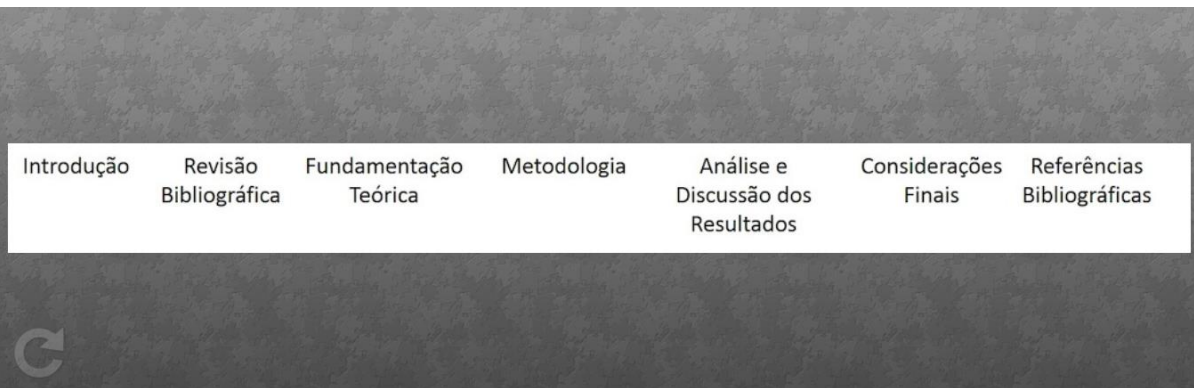 Introdução
Revisão
Bibliográfica
Fundamentação
Teórica
Metodologia
Análise e
Discussão dos
Resultados
Considerações
Finais
Referências
Bibliográficas